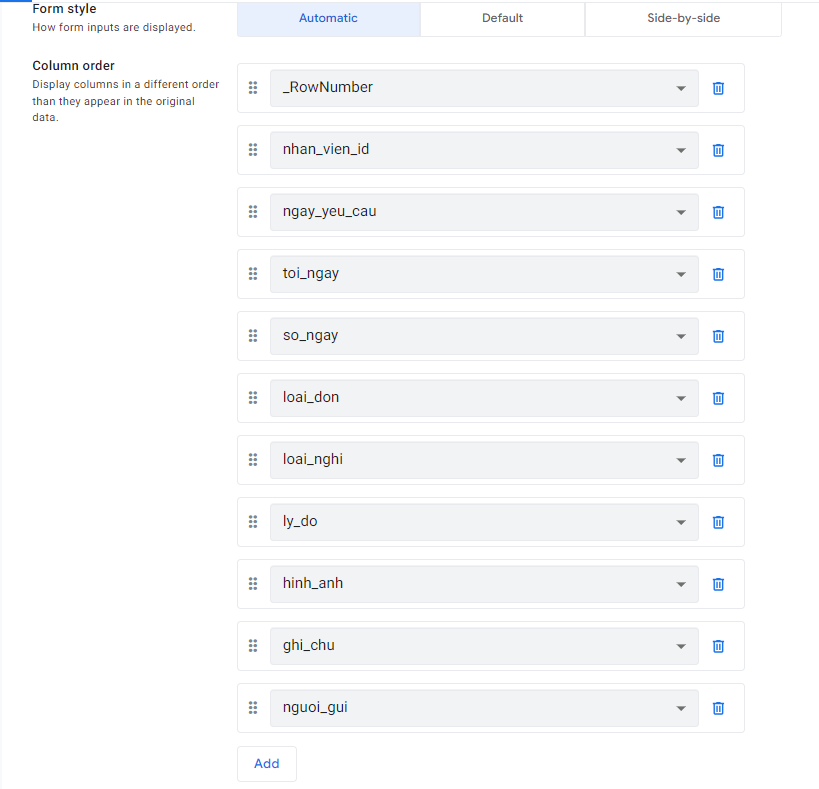 Form style
How form inputs are displayed.
Automatic
Default
Side-by-side
Column order
Display columns in a different order
than they appear in the original
data.
_RowNumber
nhan_vien_id
ngay_yeu_cau
toi_ngay
so_ngay
loai_don
loai_nghi
ly_do
hinh_anh
ghi_chu
nguoi_gui
Add